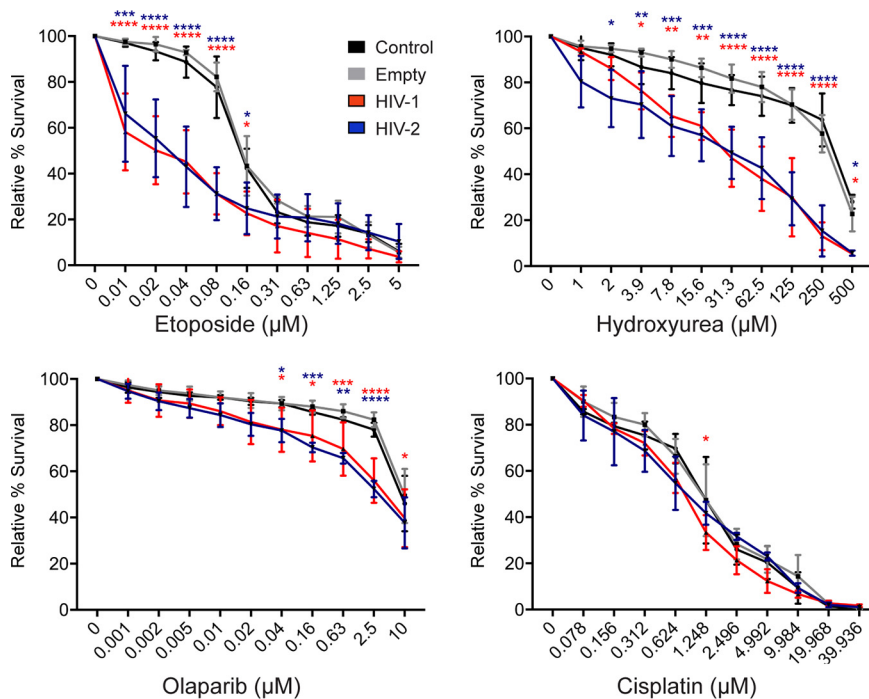 *** **** **** ****
**** **** **** ****
*
*
Control
Empty
HIV-1
HIV-2
Relative % Survival
100
80
60
40
20
0
0 0.01 0.02 0.04 0.08 0.16 0.31 0.63 1.25 2.5 5
Etoposide (µM)
* *** *** *** **** **** **** ****
* ** ** **** **** **** ****
*
*
Relative % Survival
100
80
60
40
20
0
0 1 2 3.9 7.8 15.6 31.3 62.5 125 250 500
Hydroxyurea (µM)
* *** *** ****
* * ** ****
*
Relative % Survival
100
80
60
40
20
0
0 0.001 0.002 0.005 0.01 0.02 0.04 0.16 0.63 2.5 10
Olaparib (µM)
*
Relative % Survival
100
80
60
40
20
0
0 0.078 0.156 0.312 0.624 1.248 2.496 4.992 9.984 19.968 39.936
Cisplatin (µM)